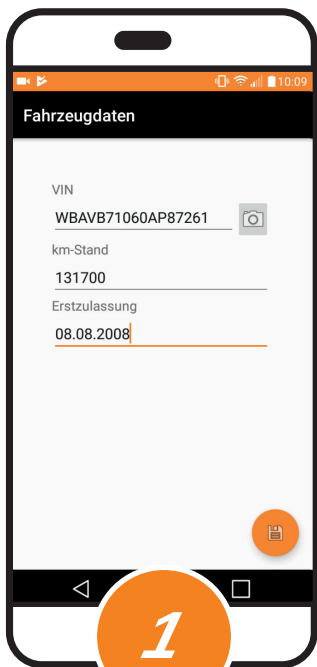 10:09
Fahrzeugdaten
VIN
WBAVB71060AP87261
km-Stand
131700
Erstzulassung
08.08.2008
1